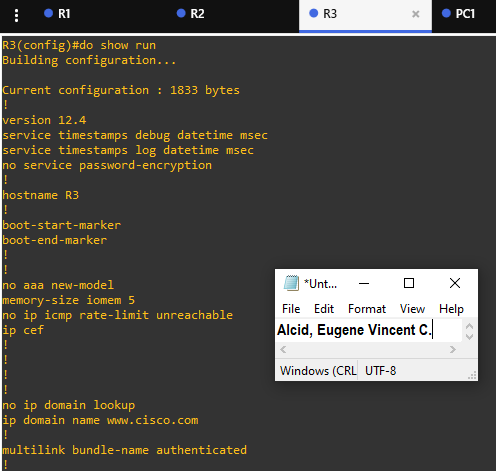 R1
R2
R3
PC1
R3(config)#do show run
Building configuration...
Current configuration : 1833 bytes
!
version 12.4
service timestamps debug datetime msec
service timestamps log datetime msec
no service password-encryption
!
hostname R3
!
boot-start-marker
boot-end-marker
!
!
no aaa new-model
memory-size iomem 5
no ip icmp rate-limit unreachable
ip cef
!
!
!
!
no ip domain lookup
ip domain name www.cisco.com
!
multilink bundle-name authenticated
!
*Unt...
File Edit Format View Help
Alcid, Eugene Vincent C.
Windows (CRL
UTF-8